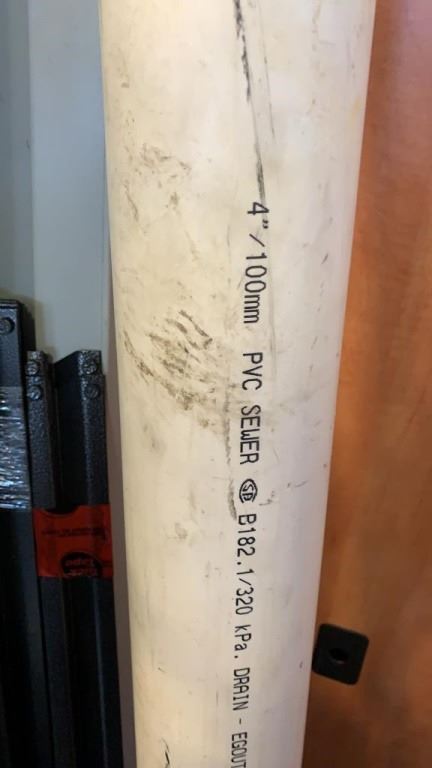 4"/100mm PVC SEWER B182.1/320 kPa. DRAIN - EGOUT